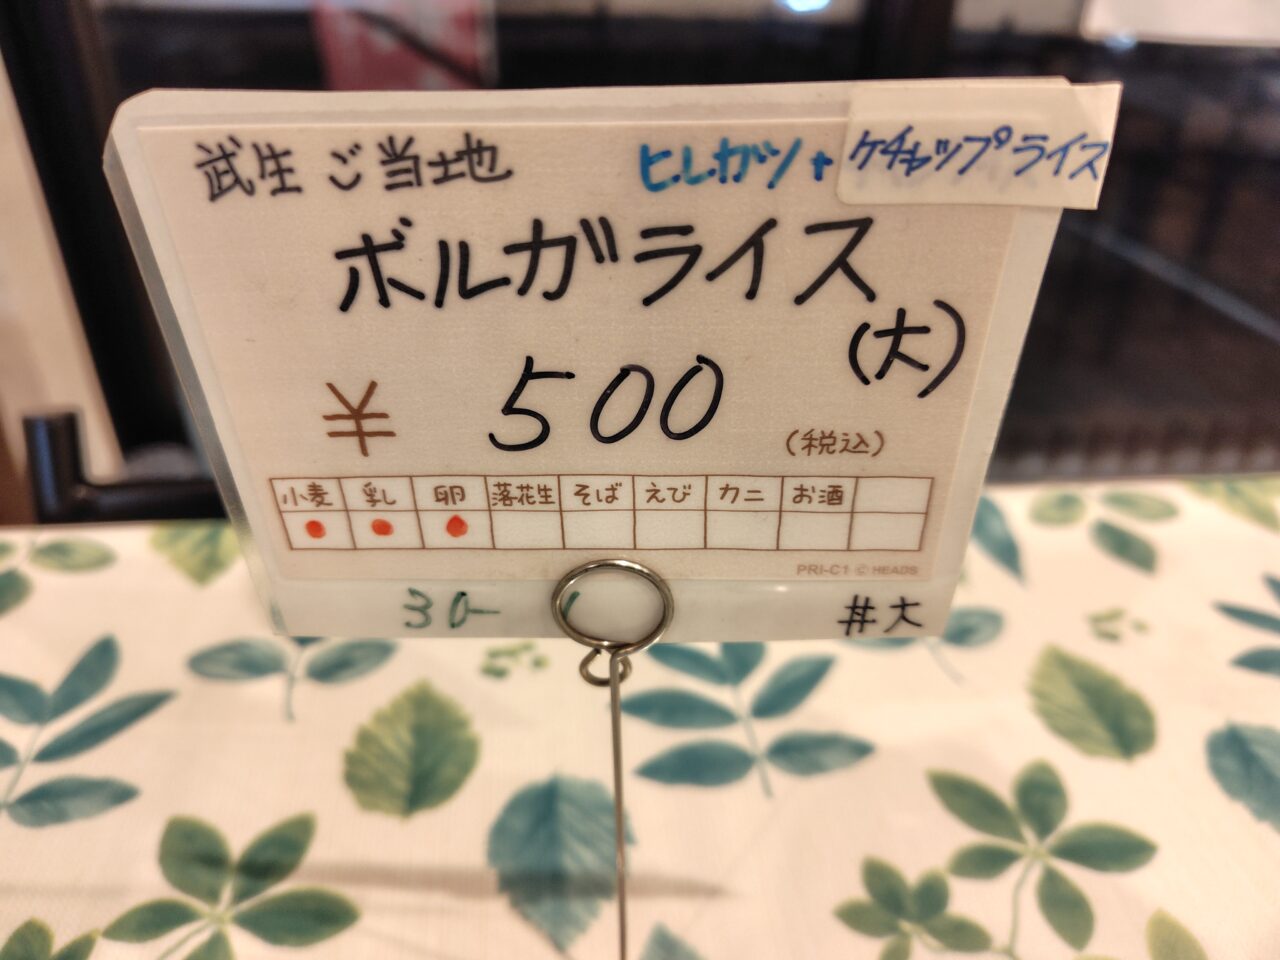 武生 ご当地 ヒレカツ+ケチャップライス
ボルガライス
(大)
¥ 500 (税込)
小麦 乳 卵 落花生 そば えび カニ お酒
PRI-C1 © HEADS
30-
井大